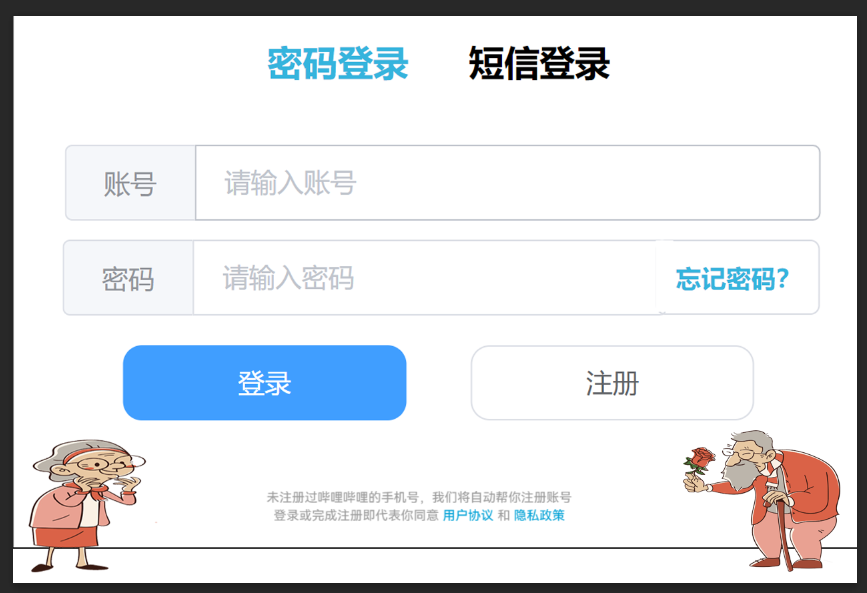 密码登录 短信登录
账号 请输入账号
密码 请输入密码 忘记密码?
登录 注册
未注册过哔哩哔哩的手机号，我们将自动帮你注册账号
登录或完成注册即代表你同意 用户协议 和 隐私政策